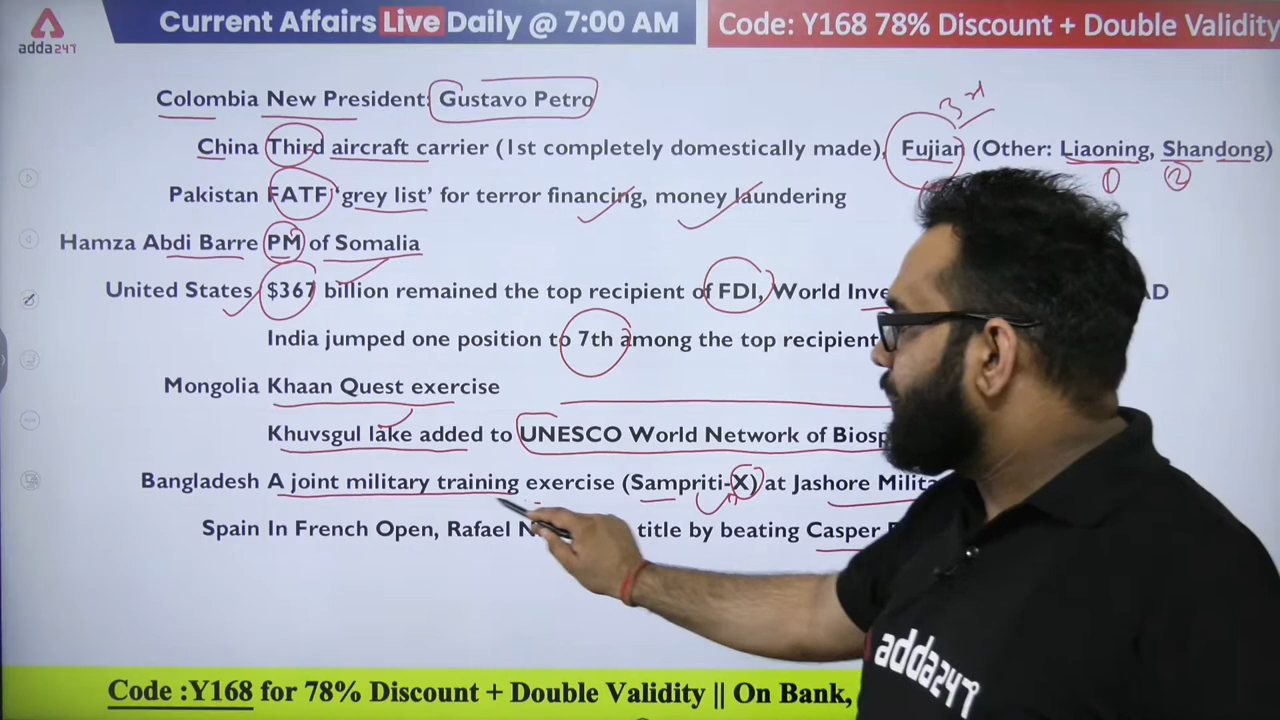 adda247
Current Affairs Live Daily @ 7:00 AM
Code: Y168 78% Discount + Double Validity
Colombia New President: Gustavo Petro
3rd
China Third aircraft carrier (1st completely domestically made), Fujian (Other: Liaoning, Shandong)
1 2
Pakistan FATF 'grey list' for terror financing, money laundering
Hamza Abdi Barre PM of Somalia
United States $367 billion remained the top recipient of FDI, World
India jumped one position to 7th among the top recipient
Mongolia Khaan Quest exercise
Khuvsgul lake added to UNESCO World Network of
Bangladesh A joint military training exercise (Sampriti-X) at Jashore
Spain In French Open, Rafael title by beating Casper
adda247
Code :Y168 for 78% Discount + Double Validity || On Bank,